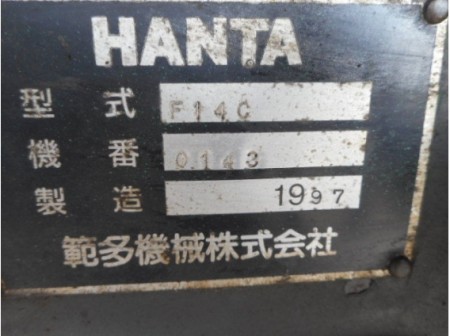 HANTA
型式 F14C
機番 0143
製造 1997
範多機械株式会社